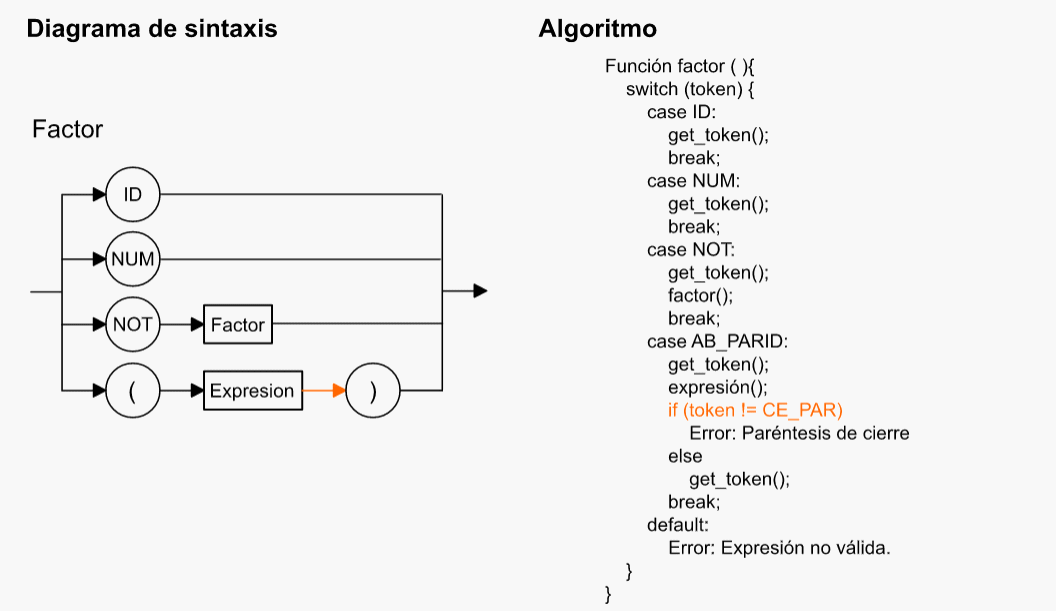 Diagrama de sintaxis
Factor
ID
NUM
NOT Factor
( Expresion )
Algoritmo
Función factor ( ){
switch (token) {
case ID:
get_token();
break;
case NUM:
get_token();
break;
case NOT:
get_token();
factor();
break;
case AB_PARID:
get_token();
expresión();
if (token != CE_PAR)
Error: Paréntesis de cierre
else
get_token();
break;
default:
Error: Expresión no válida.
}
}